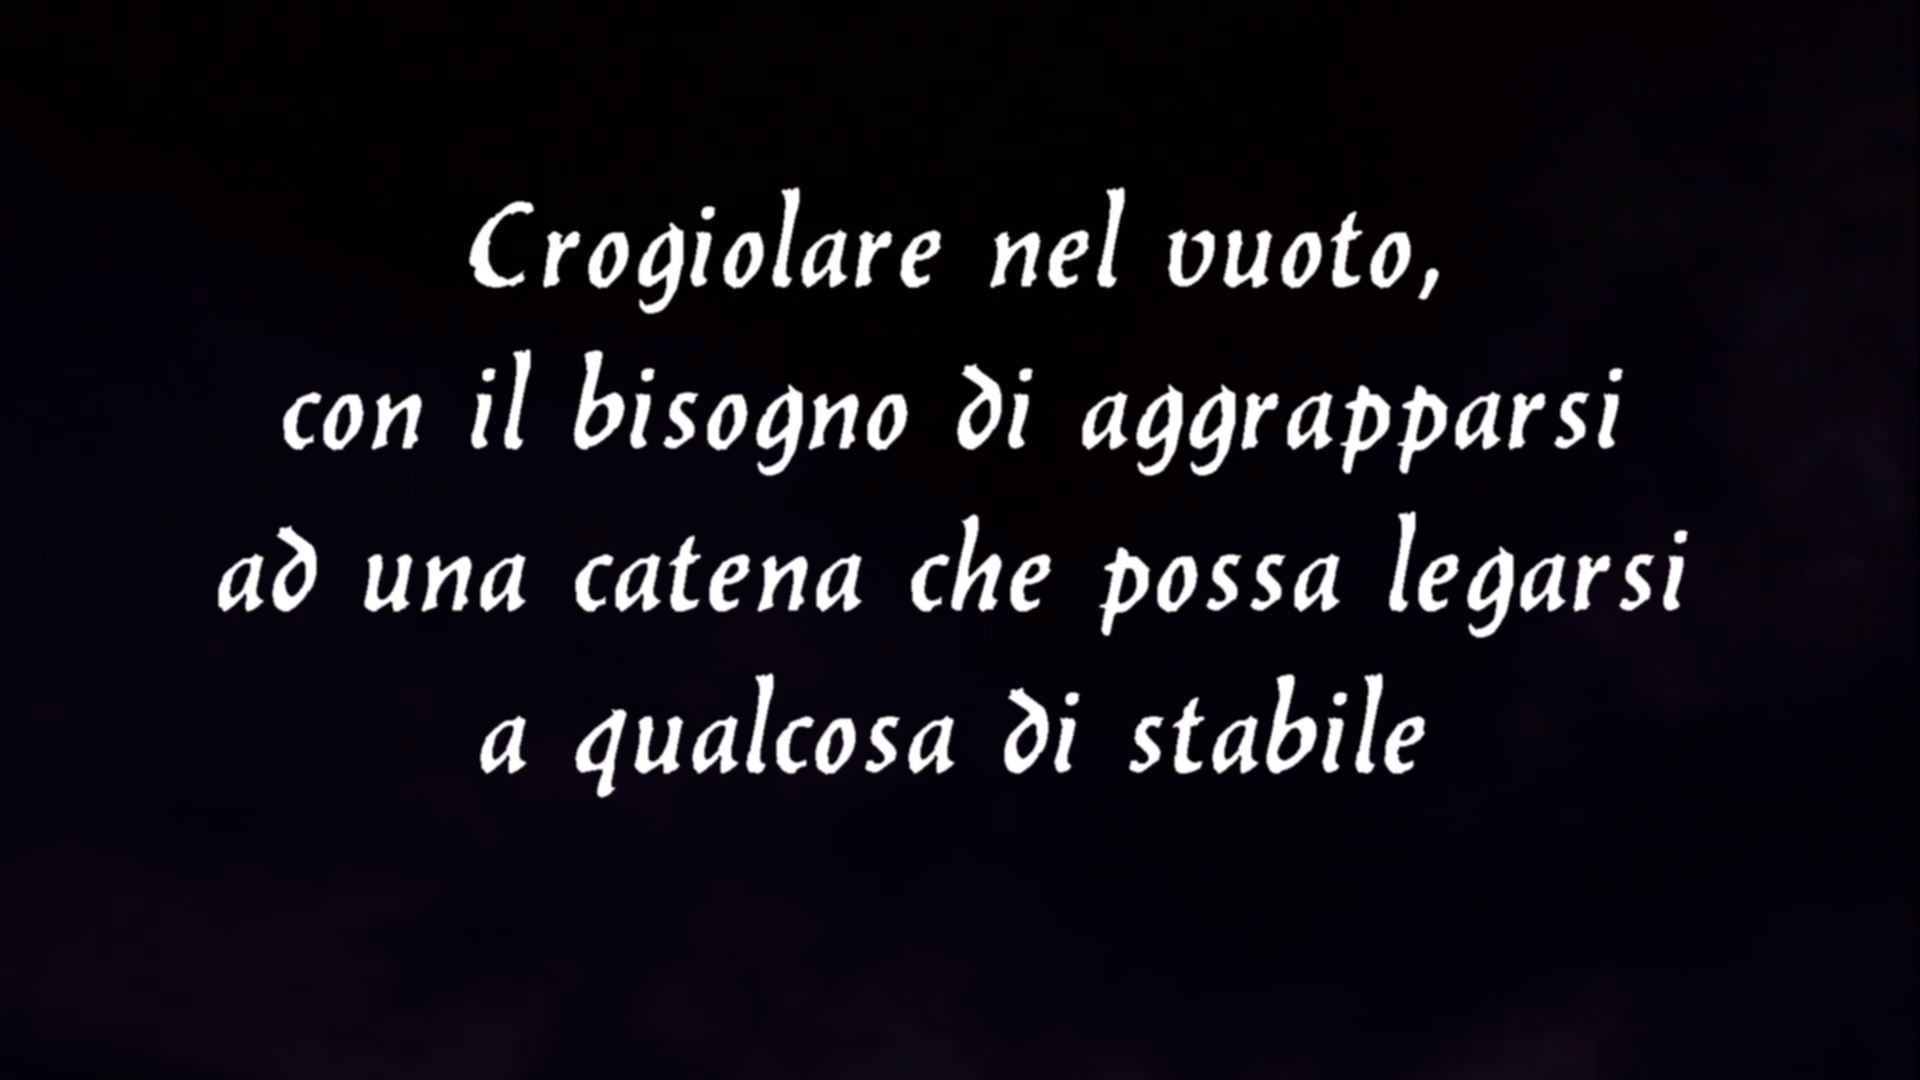 Crogiolare nel vuoto,
con il bisogno di aggrapparsi
ad una catena che possa legarsi
a qualcosa di stabile